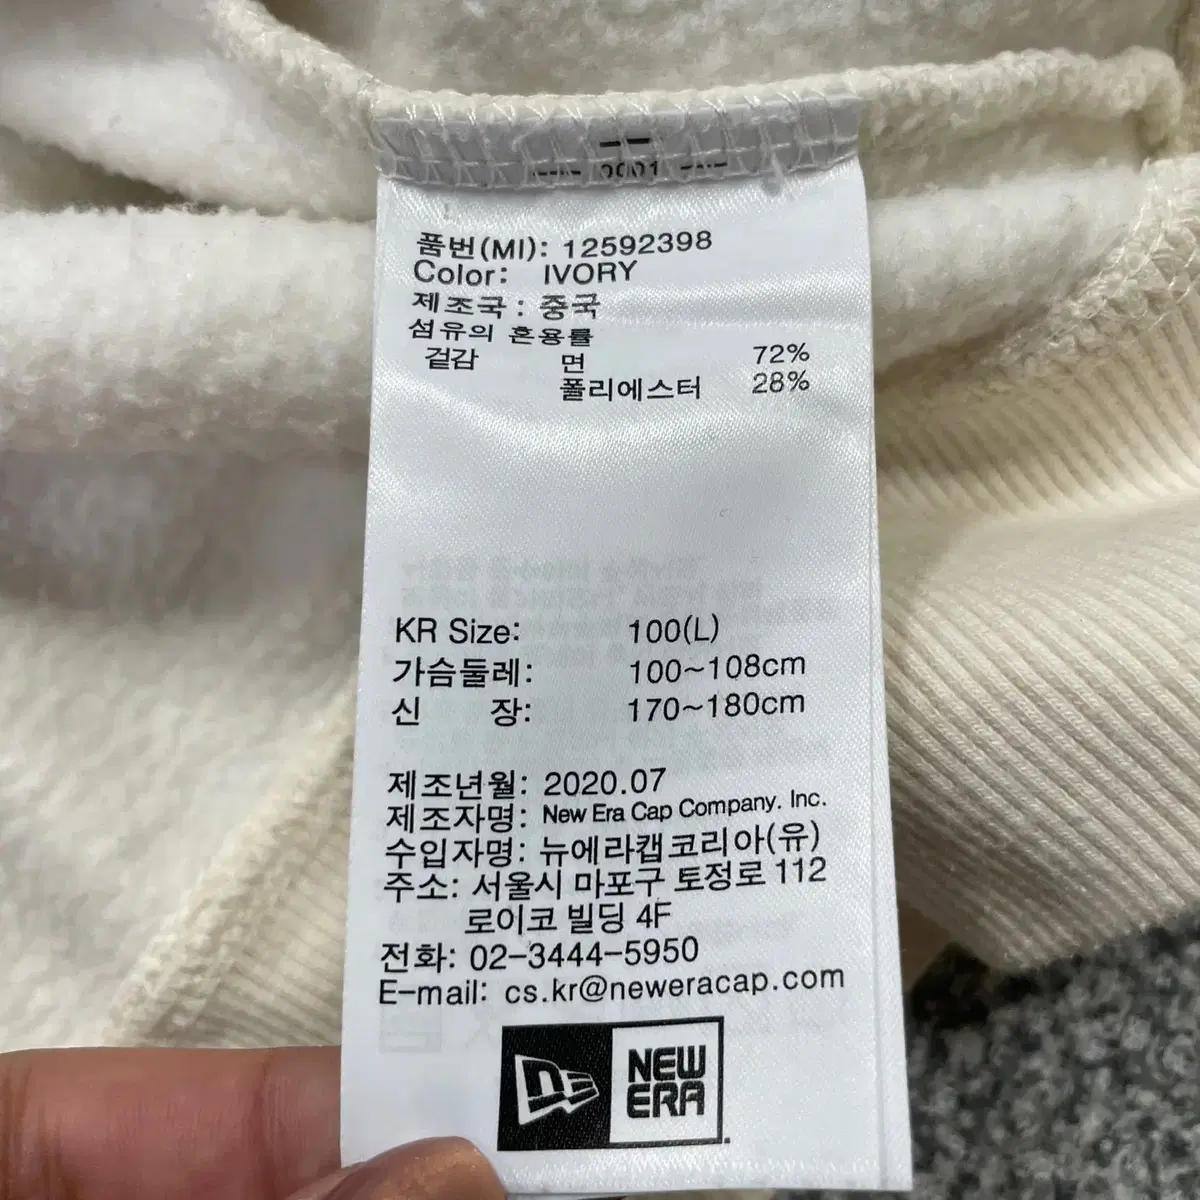 0001
품번(MI): 12592398
Color: IVORY
제조국 : 중국
섬유의 혼용률
겉감 면 72%
폴리에스터 28%
KR Size: 100(L)
가슴둘레: 100~108cm
신 장: 170~180cm
제조년월: 2020.07
제조자명: New Era Cap Company. Inc.
수입자명: 뉴에라캡코리아(유)
주소: 서울시 마포구 토정로 112
로이코 빌딩 4F
전화: 02-3444-5950
E-mail: cs.kr@neweracap.com
NEW
ERA